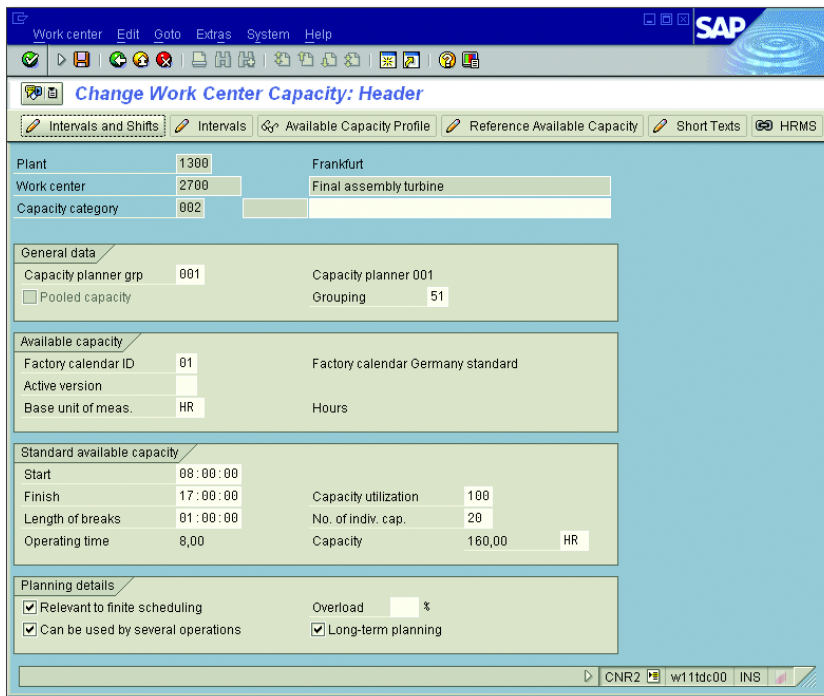 Work center Edit Goto Extras System Help
SAP
Change Work Center Capacity: Header
Intervals and Shifts Intervals Available Capacity Profile Reference Available Capacity Short Texts HRMS
Plant 1300 Frankfurt
Work center 2700 Final assembly turbine
Capacity category 002
General data
Capacity planner grp 001 Capacity planner 001
Pooled capacity Grouping 51
Available capacity
Factory calendar ID 01 Factory calendar Germany standard
Active version
Base unit of meas. HR Hours
Standard available capacity
Start 08:00:00
Finish 17:00:00 Capacity utilization 100
Length of breaks 01:00:00 No. of indiv. cap. 20
Operating time 8,00 Capacity 160,00 HR
Planning details
Relevant to finite scheduling Overload %
Can be used by several operations Long-term planning
CNR2 w11tdc00 INS